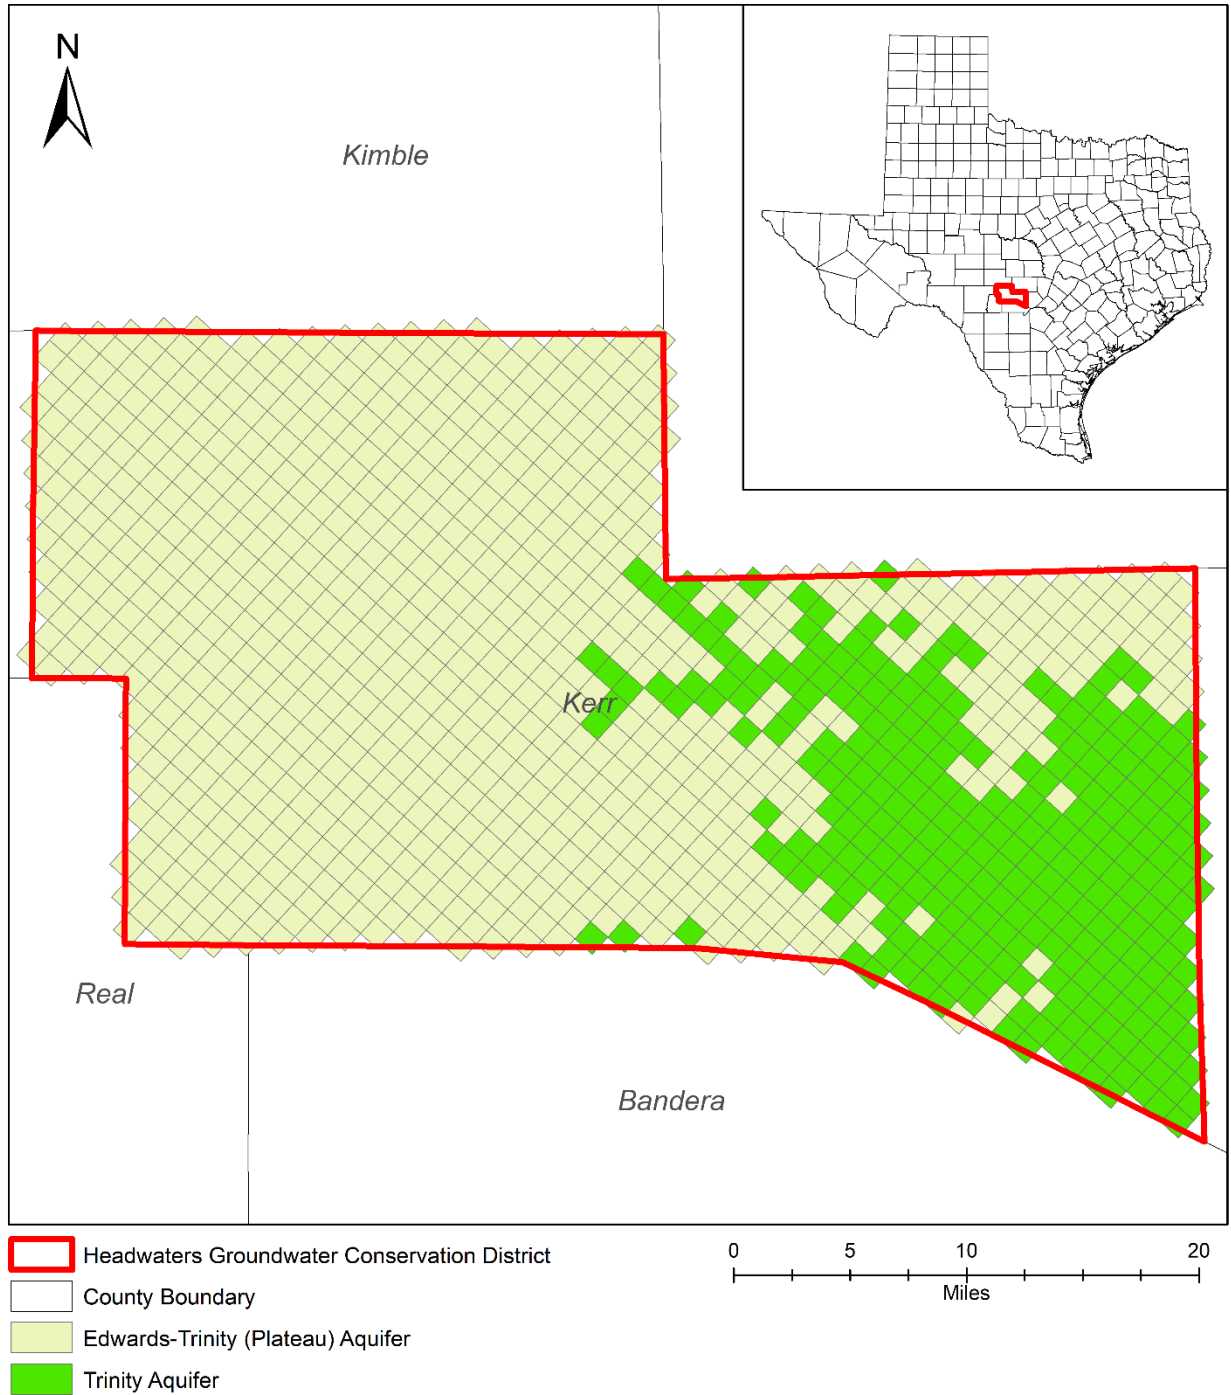 N
Kimble
Kerr
Real
Bandera
Headwaters Groundwater Conservation District
County Boundary
Edwards-Trinity (Plateau) Aquifer
Trinity Aquifer
0 5 10 20
Miles